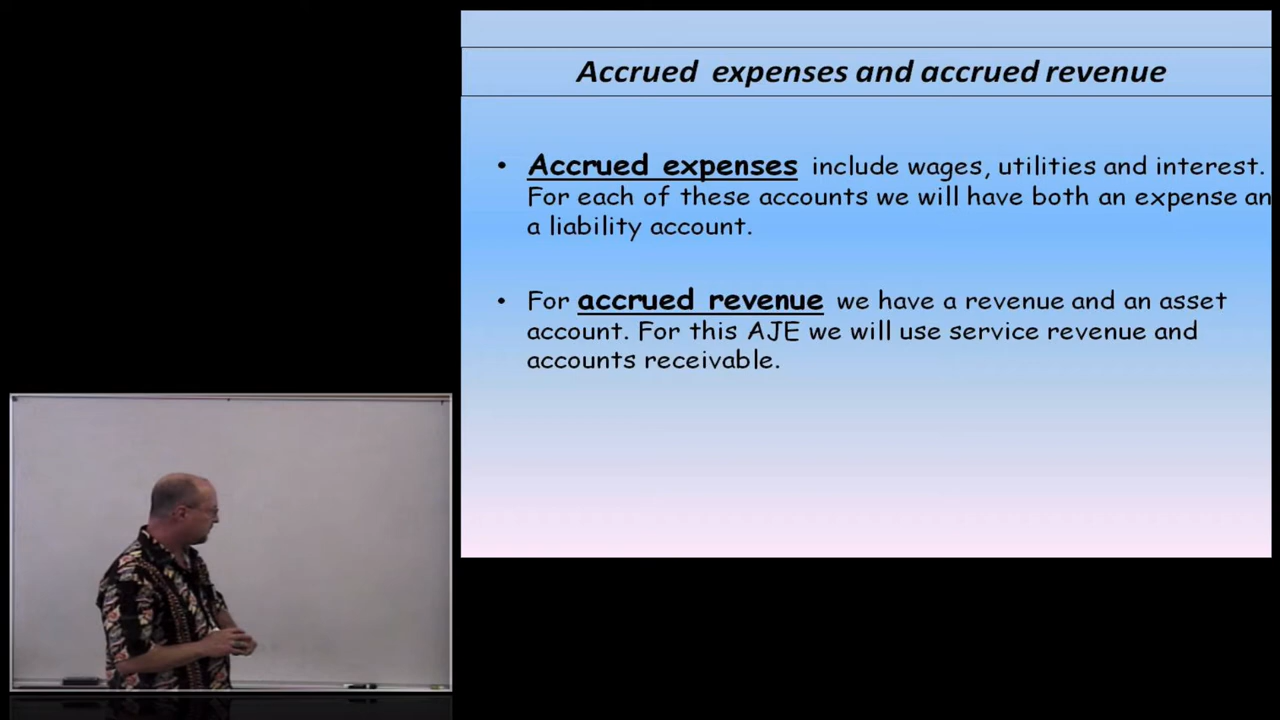 Accrued expenses and accrued revenue
• Accrued expenses include wages, utilities and interest.
For each of these accounts we will have both an expense an
a liability account.
• For accrued revenue we have a revenue and an asset
account. For this AJE we will use service revenue and
accounts receivable.